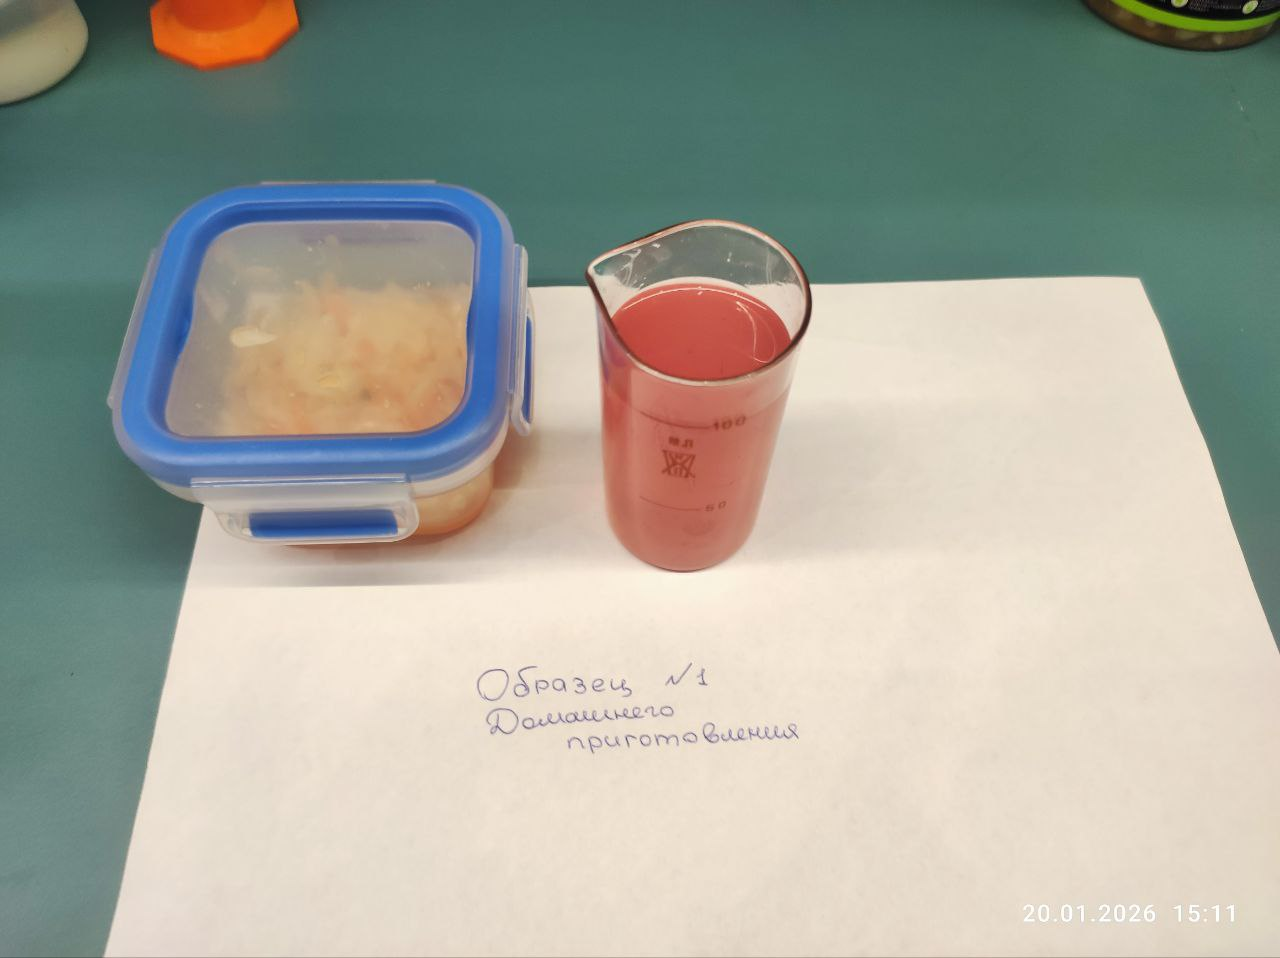 100
мл
50
Образец №1
Домашнего
приготовления
20.01.2026 15:11